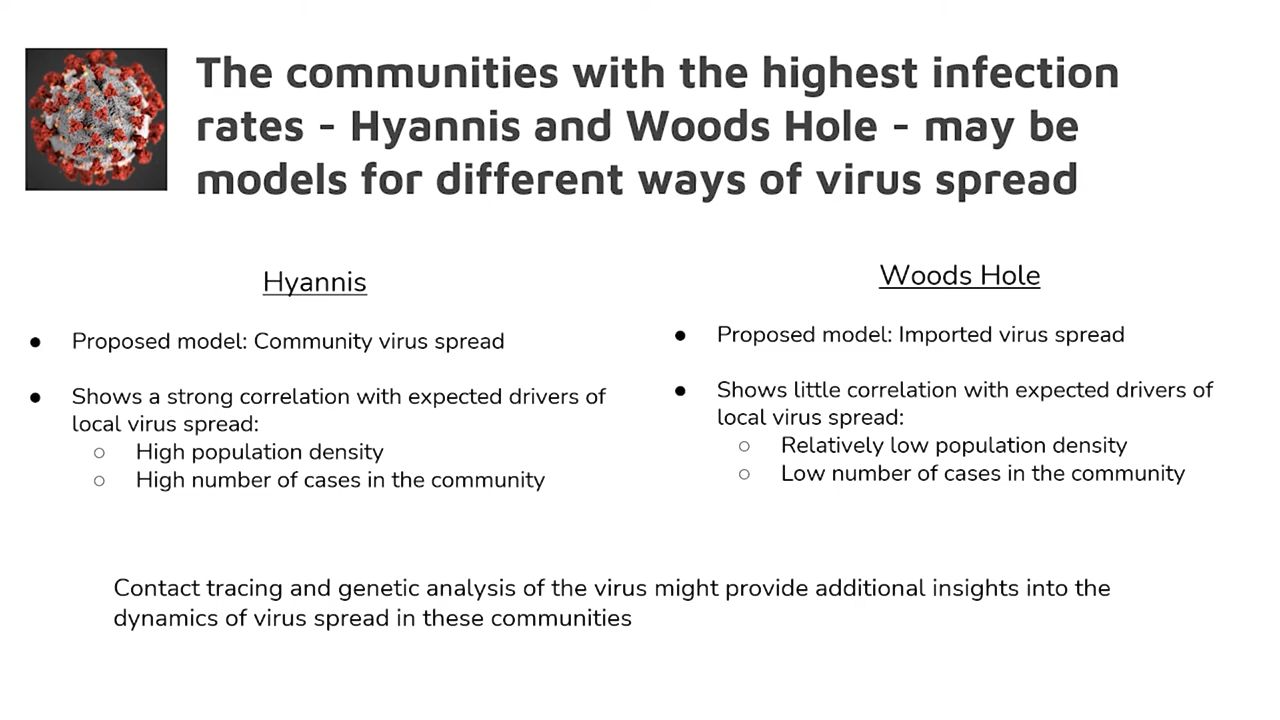 The communities with the highest infection
rates - Hyannis and Woods Hole - may be
models for different ways of virus spread
Hyannis
● Proposed model: Community virus spread
● Shows a strong correlation with expected drivers of
local virus spread:
○ High population density
○ High number of cases in the community
Woods Hole
● Proposed model: Imported virus spread
● Shows little correlation with expected drivers of
local virus spread:
○ Relatively low population density
○ Low number of cases in the community
Contact tracing and genetic analysis of the virus might provide additional insights into the
dynamics of virus spread in these communities